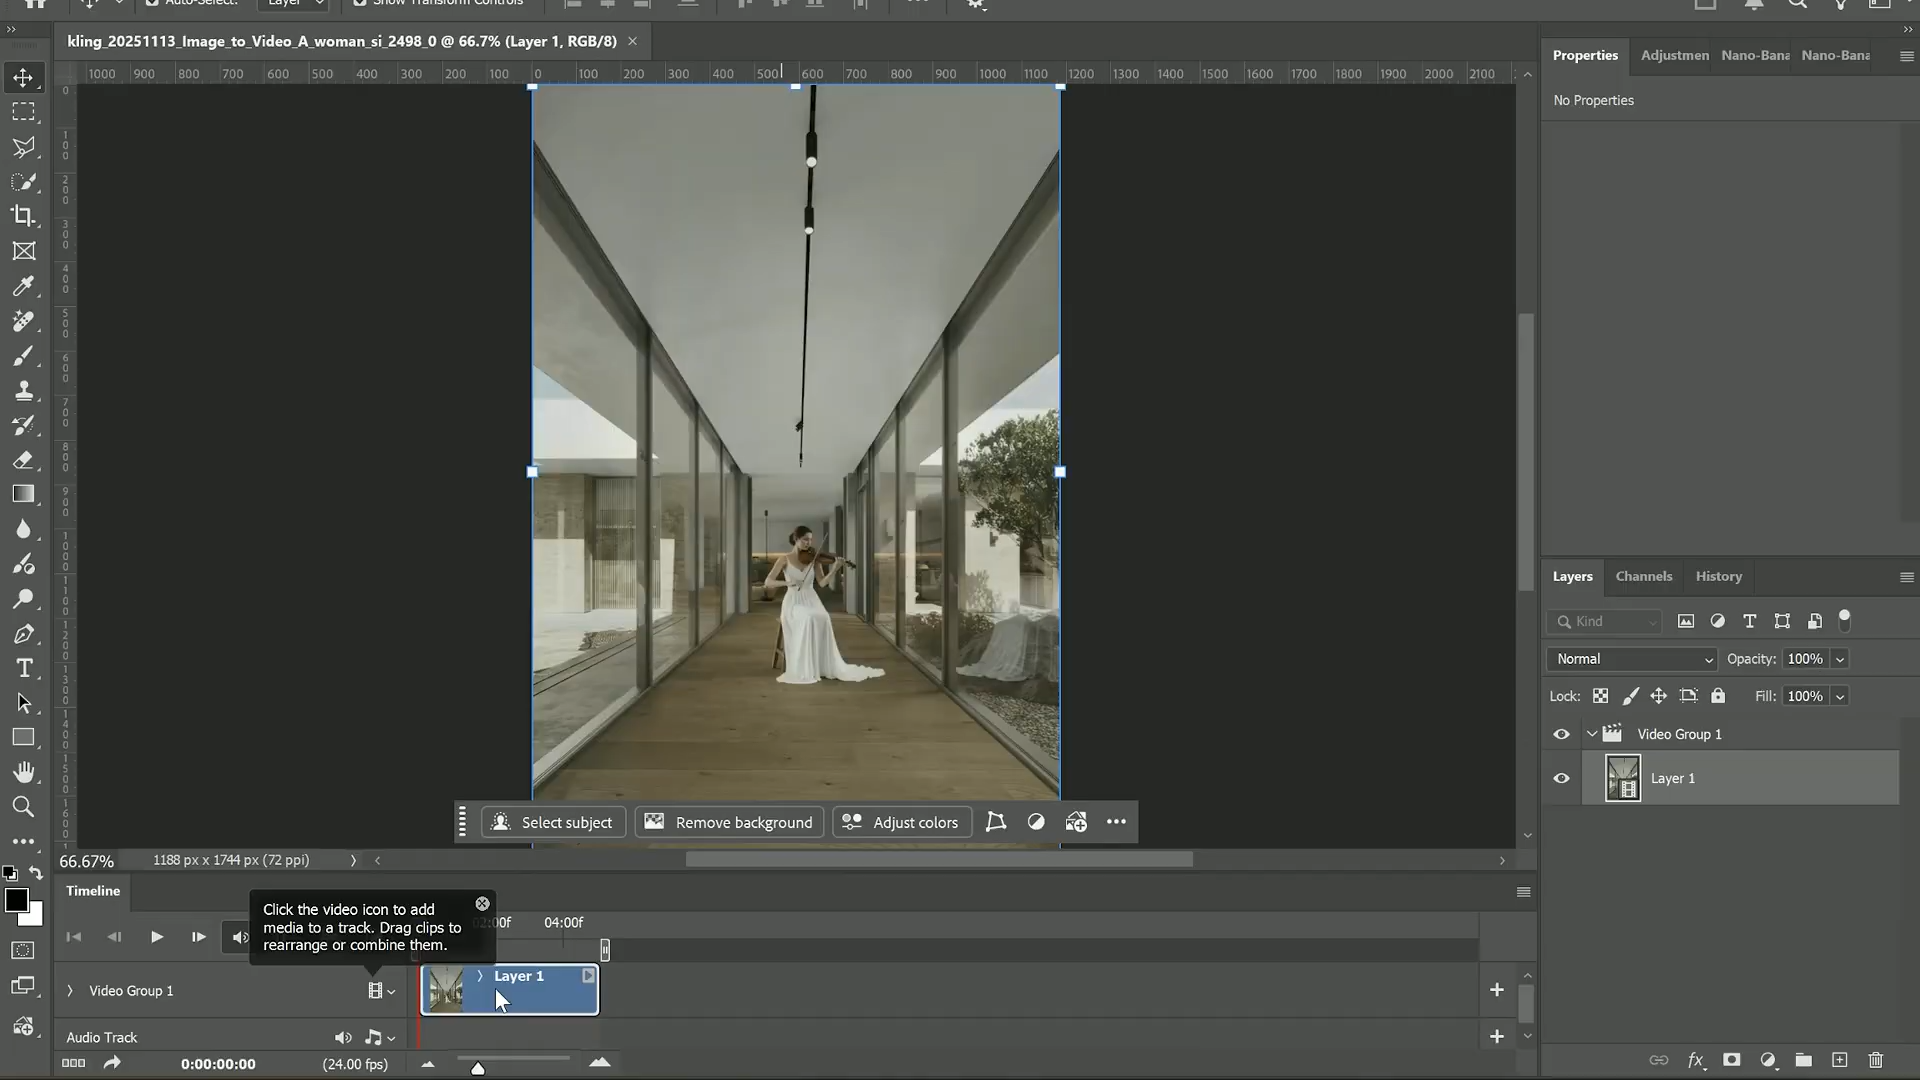 Auto-Select:
Layer
Show Transform Controls
kling_20251113_Image_to_Video_A_woman_si_2498_0 @ 66.7% (Layer 1, RGB/8)
1000 900 800 700 600 500 400 300 200 100 0 100 200 300 400 500 600 700 800 900 1000 1100 1200 1300 1400 1500 1600 1700 1800 1900 2000 2100
Properties
Adjustmen
Nano-Bana
Nano-Bana
No Properties
Layers
Channels
History
Kind
Normal
Opacity: 100%
Lock:
Fill: 100%
Video Group 1
Layer 1
Select subject
Remove background
Adjust colors
66.67%
1188 px x 1744 px (72 ppi)
Timeline
Click the video icon to add
media to a track. Drag clips to
rearrange or combine them.
02:00f
04:00f
Video Group 1
Layer 1
Audio Track
0:00:00:00
(24.00 fps)